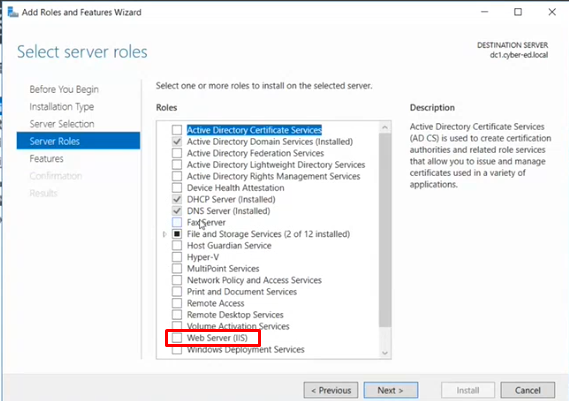 Add Roles and Features Wizard
Select server roles
DESTINATION SERVER
dc1.cyber-ed.local
Before You Begin
Installation Type
Server Selection
Server Roles
Features
Confirmation
Results
Select one or more roles to install on the selected server.
Roles
Active Directory Certificate Services
Active Directory Domain Services (Installed)
Active Directory Federation Services
Active Directory Lightweight Directory Services
Active Directory Rights Management Services
Device Health Attestation
DHCP Server (Installed)
DNS Server (Installed)
Fax Server
File and Storage Services (2 of 12 installed)
Host Guardian Service
Hyper-V
MultiPoint Services
Network Policy and Access Services
Print and Document Services
Remote Access
Remote Desktop Services
Volume Activation Services
Web Server (IIS)
Windows Deployment Services
Description
Active Directory Certificate Services
(AD CS) is used to create certification
authorities and related role services
that allow you to issue and manage
certificates used in a variety of
applications.
< Previous
Next >
Install
Cancel